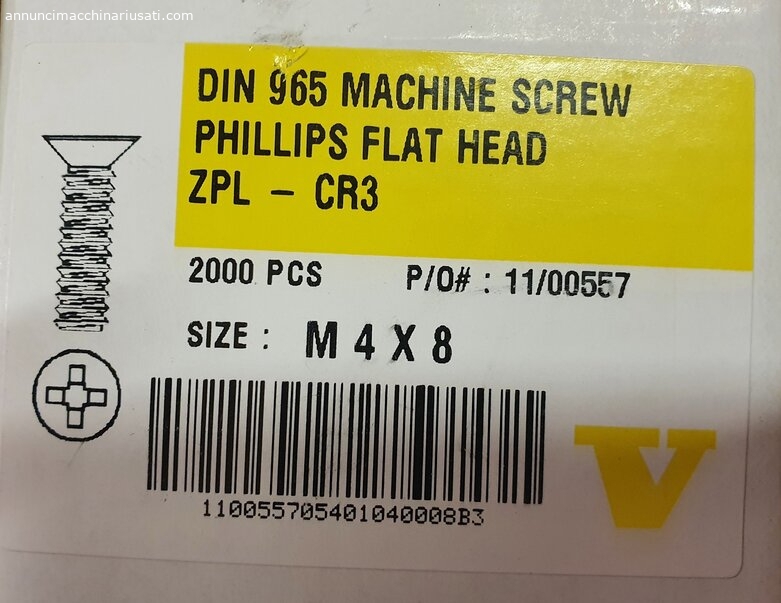 annuncimacchinariusati.com
DIN 965 MACHINE SCREW
PHILLIPS FLAT HEAD
ZPL - CR3
2000 PCS P/O# : 11/00557
SIZE : M 4 X 8
110055705401040008B3
V